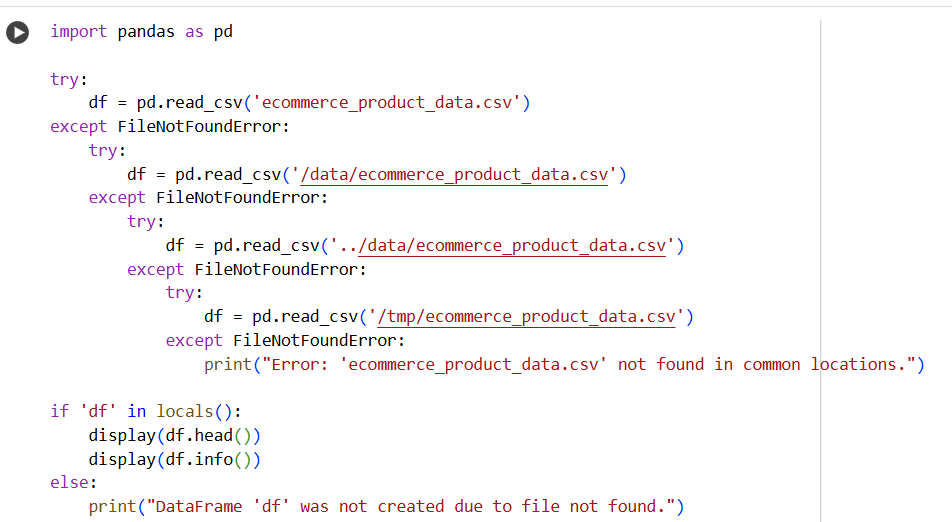 import pandas as pd
try:
    df = pd.read_csv('ecommerce_product_data.csv')
except FileNotFoundError:
    try:
        df = pd.read_csv('/data/ecommerce_product_data.csv')
    except FileNotFoundError:
        try:
            df = pd.read_csv('../data/ecommerce_product_data.csv')
        except FileNotFoundError:
            try:
                df = pd.read_csv('/tmp/ecommerce_product_data.csv')
            except FileNotFoundError:
                print("Error: 'ecommerce_product_data.csv' not found in common locations.")
if 'df' in locals():
    display(df.head())
    display(df.info())
else:
    print("DataFrame 'df' was not created due to file not found.")